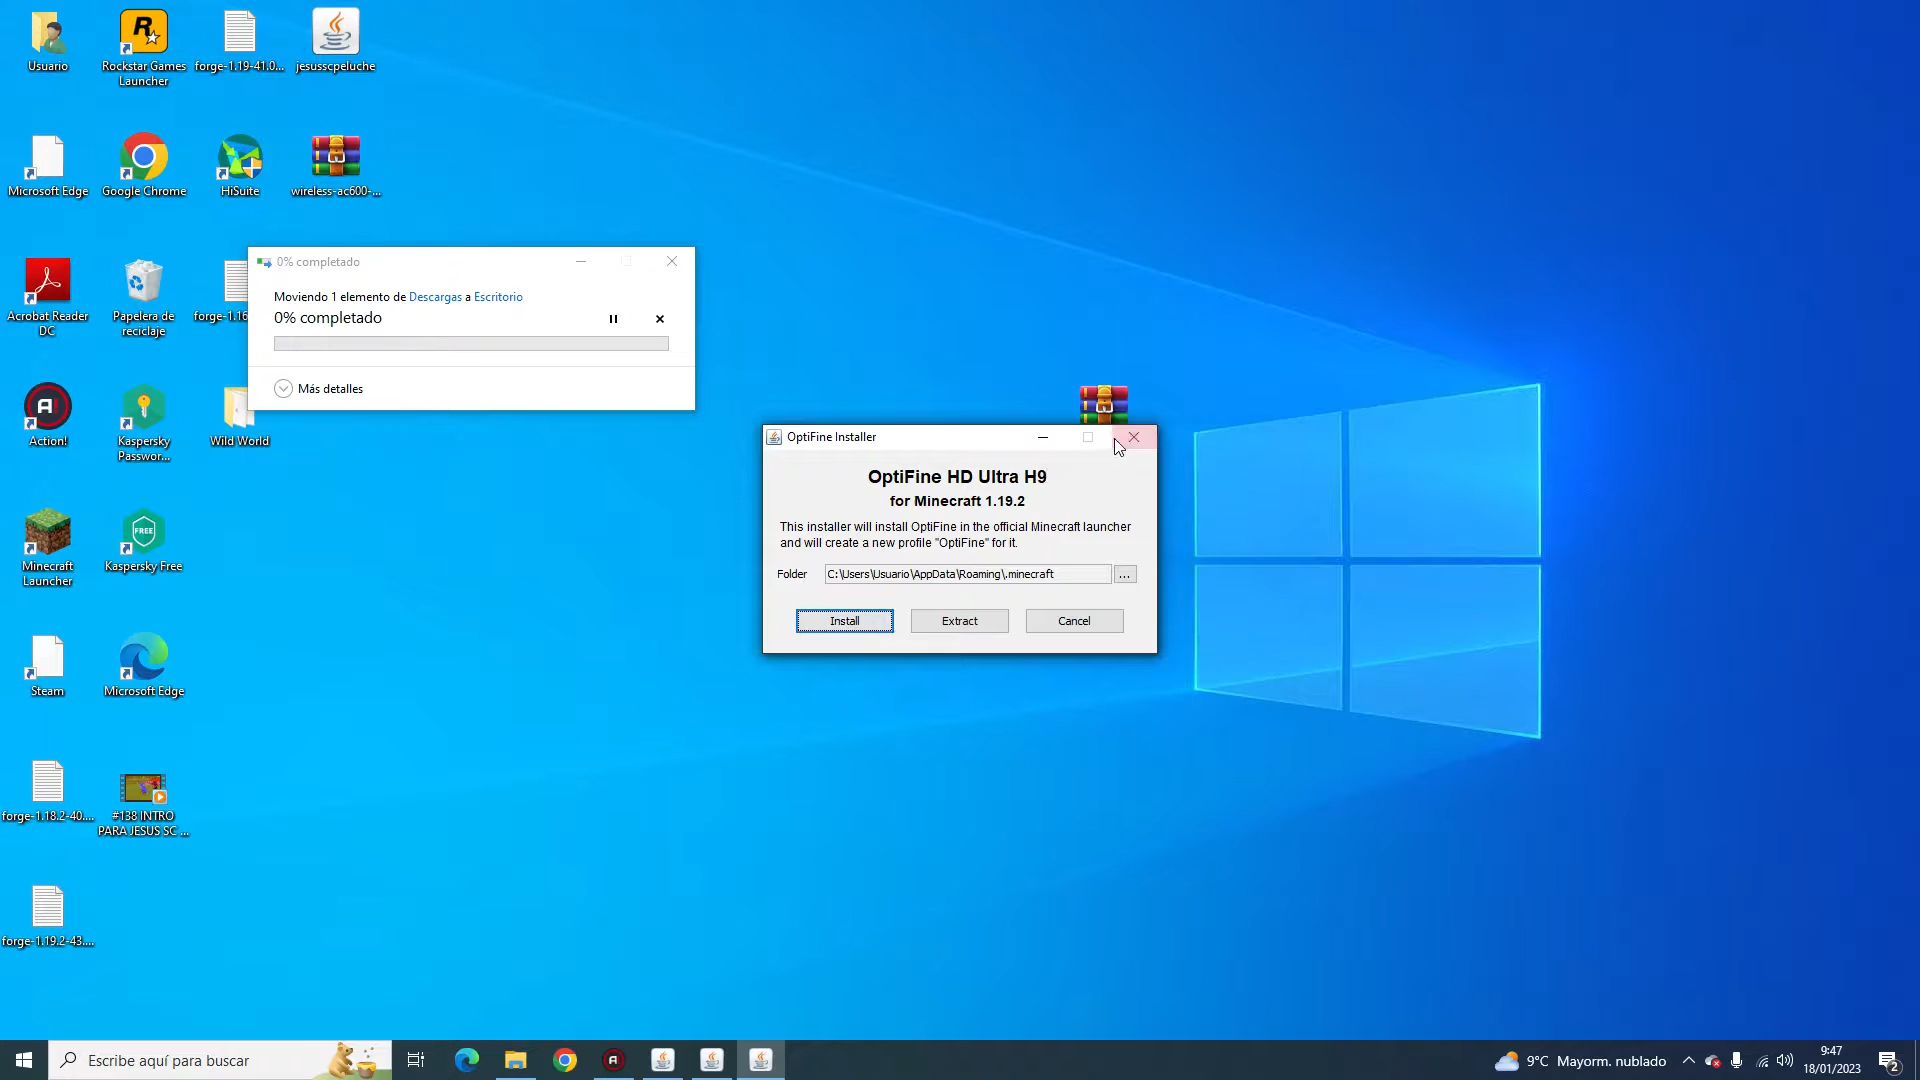 Usuario
Rockstar Games
Launcher
forge-1.19-41.0...
jesusscpeluche
Microsoft Edge
Google Chrome
HiSuite
wireless-ac600-...
Acrobat Reader
DC
Papelera de
reciclaje
forge-1.16
Action!
Kaspersky
Passwor...
Wild World
Minecraft
Launcher
Kaspersky Free
Steam
Microsoft Edge
forge-1.18.2-40....
#138 INTRO
PARA JESUS SC ...
forge-1.19.2-43....
0% completado
Moviendo 1 elemento de Descargas a Escritorio
0% completado
Más detalles
OptiFine Installer
OptiFine HD Ultra H9
for Minecraft 1.19.2
This installer will install OptiFine in the official Minecraft launcher
and will create a new profile "OptiFine" for it.
Folder C:\Users\Usuario\AppData\Roaming\.minecraft ...
Install Extract Cancel
Escribe aquí para buscar
9°C Mayorm. nublado
9:47
18/01/2023
2